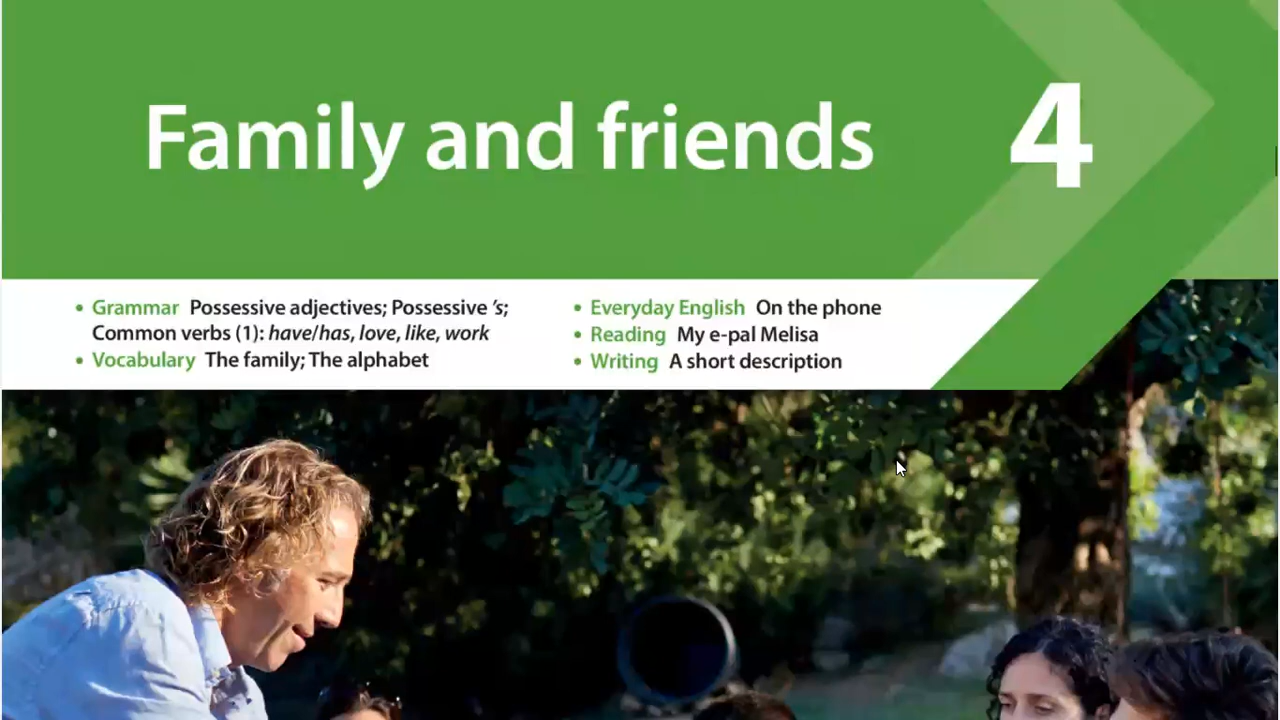 Family and friends 4
• Grammar Possessive adjectives; Possessive 's;
Common verbs (1): have/has, love, like, work
• Vocabulary The family; The alphabet
• Everyday English On the phone
• Reading My e-pal Melisa
• Writing A short description